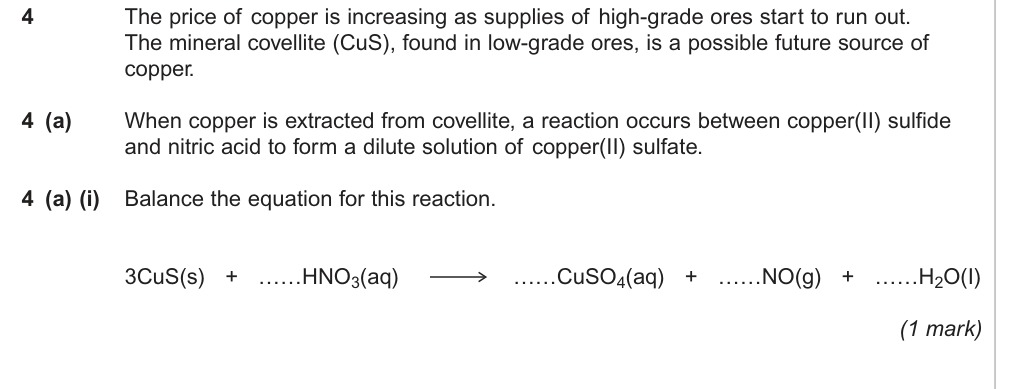 4 The price of copper is increasing as supplies of high-grade ores start to run out.
The mineral covellite (CuS), found in low-grade ores, is a possible future source of
copper.
4 (a) When copper is extracted from covellite, a reaction occurs between copper(II) sulfide
and nitric acid to form a dilute solution of copper(II) sulfate.
4 (a) (i) Balance the equation for this reaction.
3CuS(s) + ......HNO₃(aq) ⟶ ......CuSO₄(aq) + ......NO(g) + ......H₂O(l)
(1 mark)